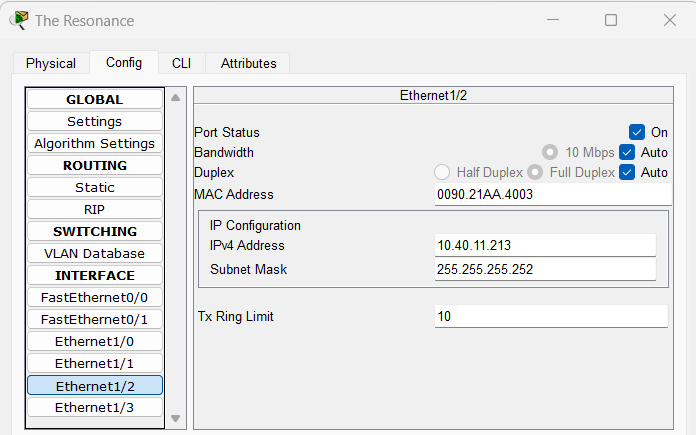 The Resonance
Physical Config CLI Attributes
GLOBAL
Settings
Algorithm Settings
ROUTING
Static
RIP
SWITCHING
VLAN Database
INTERFACE
FastEthernet0/0
FastEthernet0/1
Ethernet1/0
Ethernet1/1
Ethernet1/2
Ethernet1/3
Ethernet1/2
Port Status On
Bandwidth 10 Mbps Auto
Duplex Half Duplex Full Duplex Auto
MAC Address 0090.21AA.4003
IP Configuration
IPv4 Address 10.40.11.213
Subnet Mask 255.255.255.252
Tx Ring Limit 10